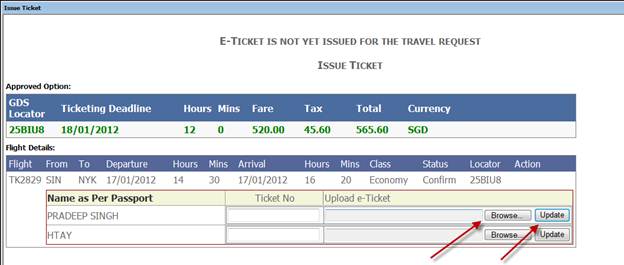 Issue Ticket
E-TICKET IS NOT YET ISSUED FOR THE TRAVEL REQUEST
ISSUE TICKET
Approved Option:
GDS Locator Ticketing Deadline Hours Mins Fare Tax Total Currency
25BIU8 18/01/2012 12 0 520.00 45.60 565.60 SGD
Flight Details:
Flight From To Departure Hours Mins Arrival Hours Mins Class Status Locator Action
TK2829 SIN NYK 17/01/2012 14 30 17/01/2012 16 20 Economy Confirm 25BIU8
Name as Per Passport Ticket No Upload e-Ticket
PRADEEP SINGH Browse... Update
HTAY Browse... Update